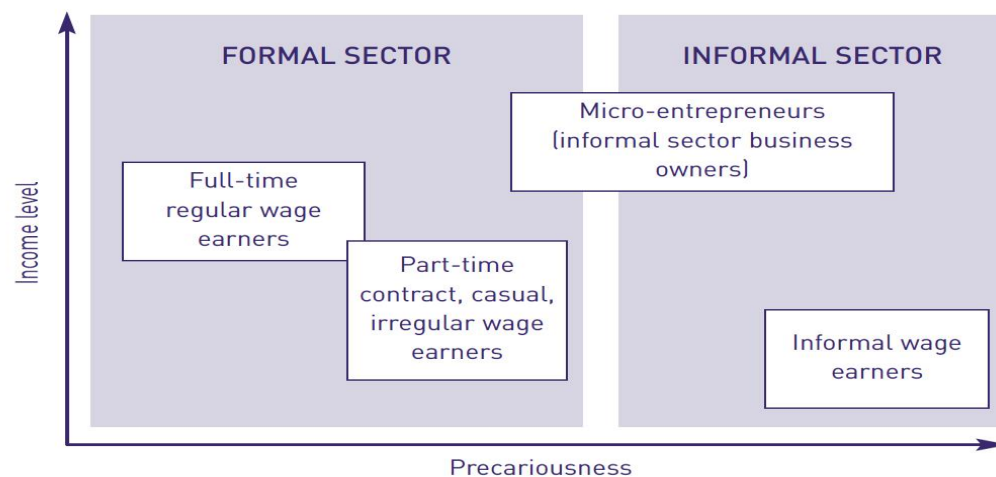 FORMAL SECTOR
INFORMAL SECTOR
Micro-entrepreneurs
(informal sector business
owners)
Full-time
regular wage
earners
Part-time
contract, casual,
irregular wage
earners
Informal wage
earners
Income level
Precariousness